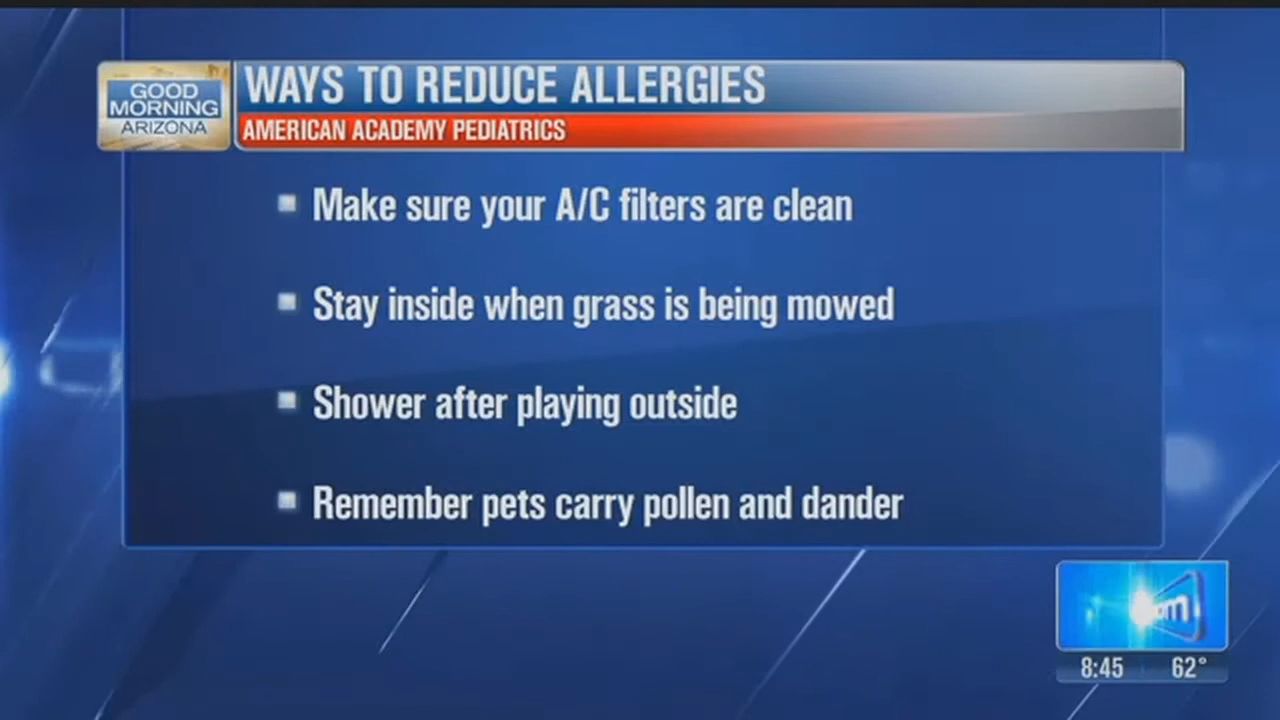 GOOD
MORNING
ARIZONA
WAYS TO REDUCE ALLERGIES
AMERICAN ACADEMY PEDIATRICS
Make sure your A/C filters are clean
Stay inside when grass is being mowed
Shower after playing outside
Remember pets carry pollen and dander
8:45 62°